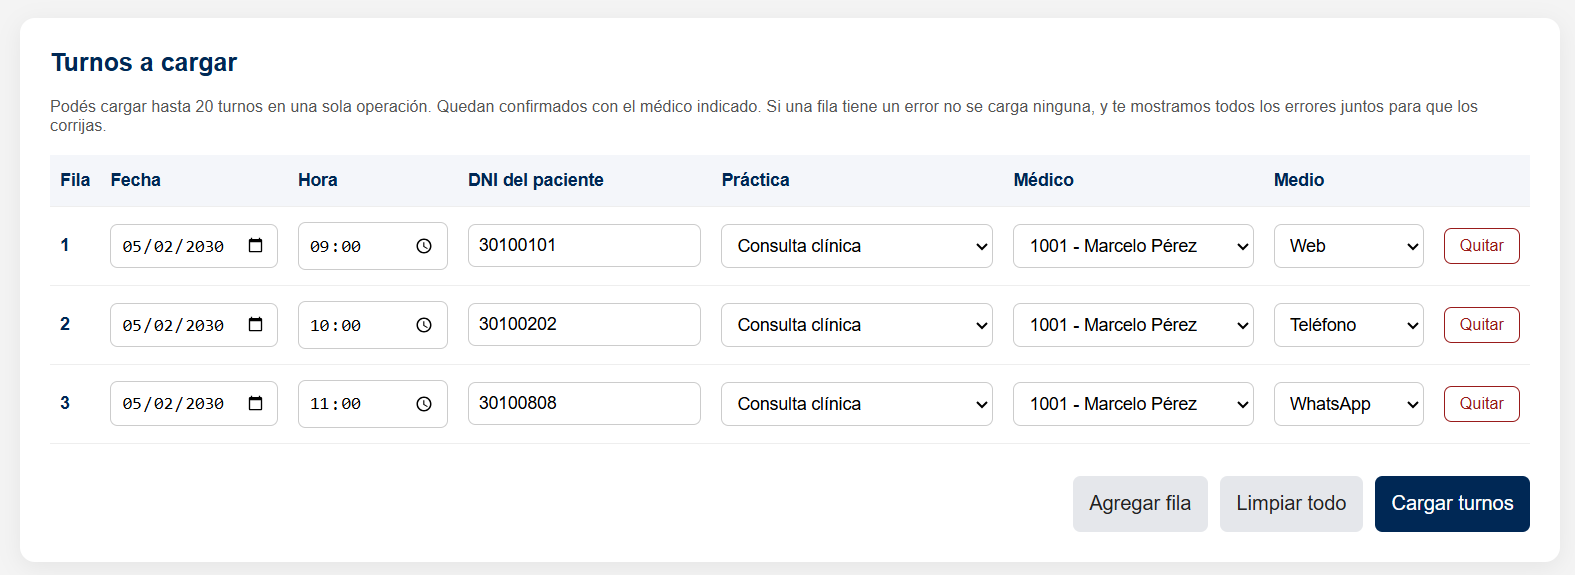 Turnos a cargar
Podés cargar hasta 20 turnos en una sola operación. Quedan confirmados con el médico indicado. Si una fila tiene un error no se carga ninguna, y te mostramos todos los errores juntos para que los
corrijas.
Fila Fecha Hora DNI del paciente Práctica Médico Medio
1 05/02/2030 09:00 30100101 Consulta clínica 1001 - Marcelo Pérez Web Quitar
2 05/02/2030 10:00 30100202 Consulta clínica 1001 - Marcelo Pérez Teléfono Quitar
3 05/02/2030 11:00 30100808 Consulta clínica 1001 - Marcelo Pérez WhatsApp Quitar
Agregar fila Limpiar todo Cargar turnos